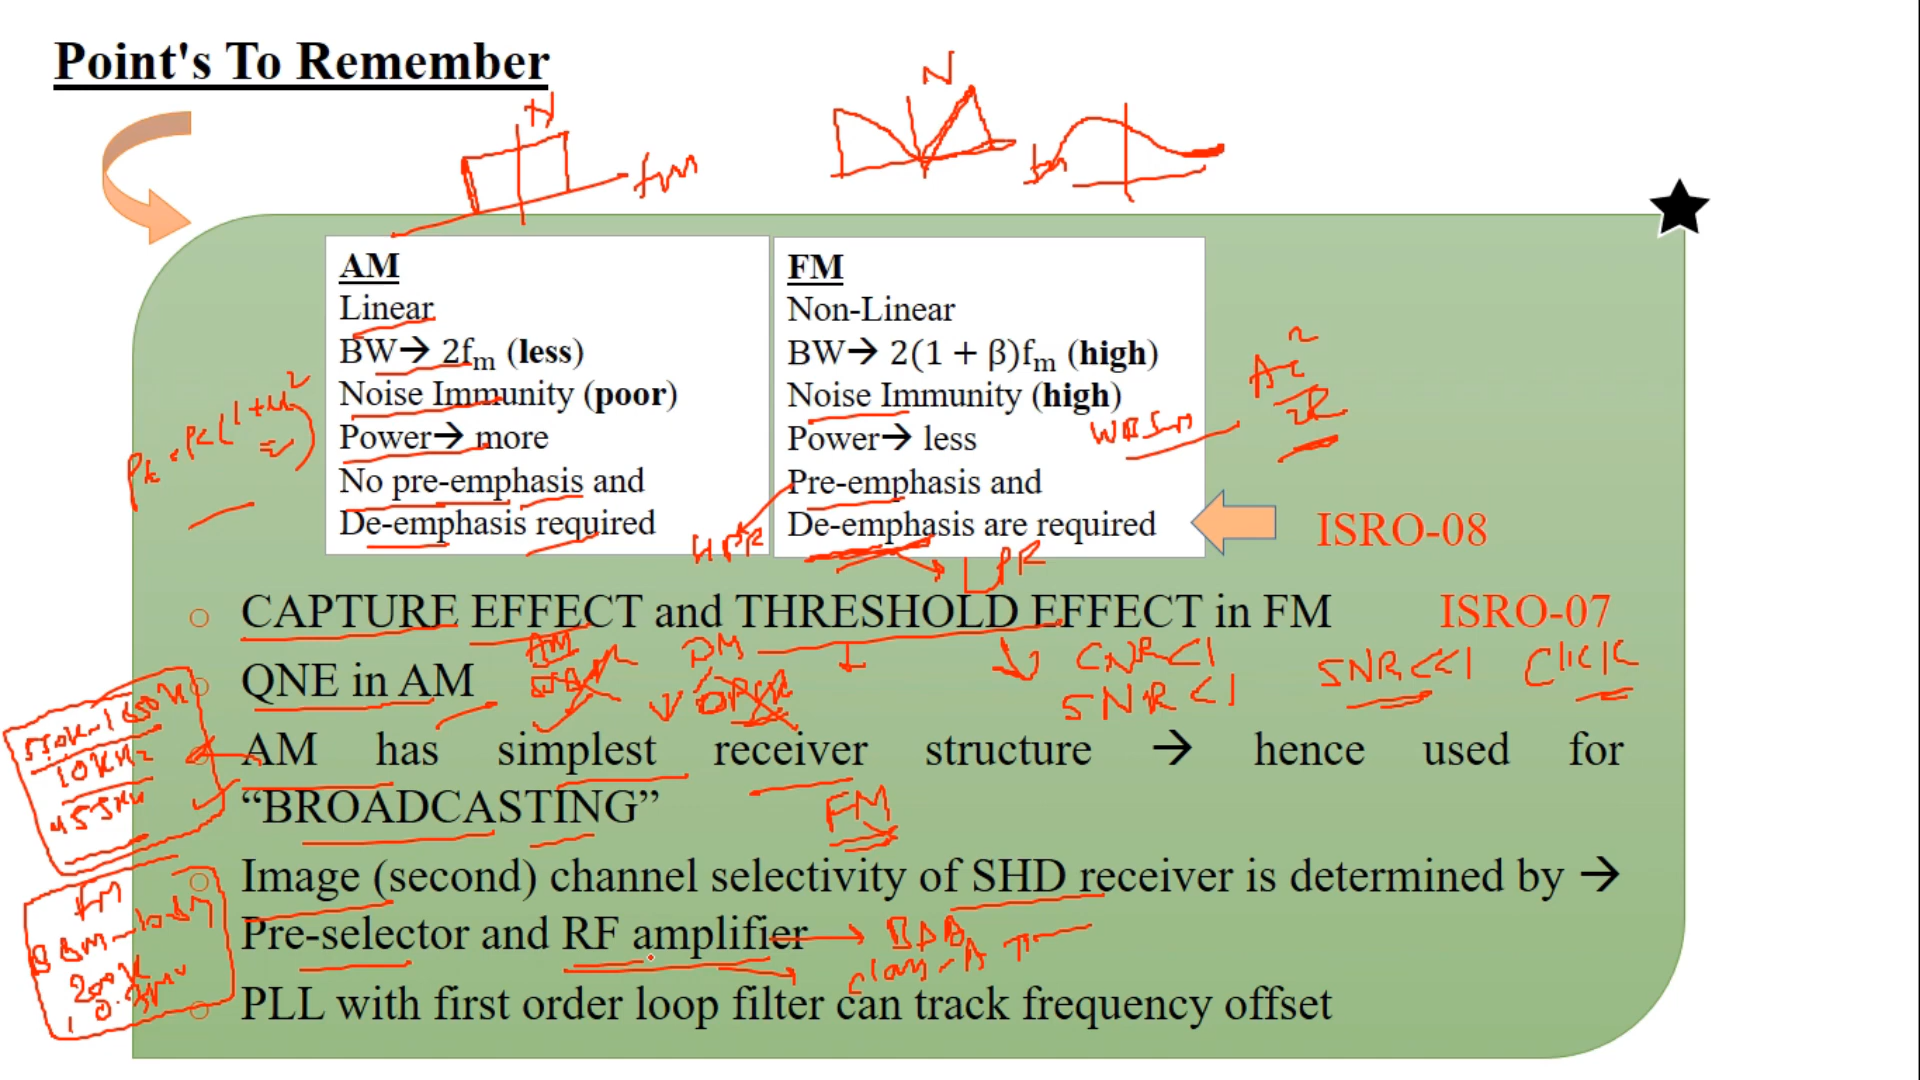 Point's To Remember
N
N
fm
AM
Linear
BW→ 2fm (less)
Noise Immunity (poor)
Power→ more
No pre-emphasis and
De-emphasis required
FM
Non-Linear
BW→ 2(1 + β)fm (high)
Noise Immunity (high)
Power→ less
Pre-emphasis and
De-emphasis are required
ISRO-08
CAPTURE EFFECT and THRESHOLD EFFECT in FM ISRO-07
AM
CNR<1
SNR<1
SNR<<1
Click
QNE in AM
AM has simplest receiver structure → hence used for
“BROADCASTING”
FM
10KHz
Image (second) channel selectivity of SHD receiver is determined by →
Pre-selector and RF amplifier
class-A
FM
PLL with first order loop filter can track frequency offset